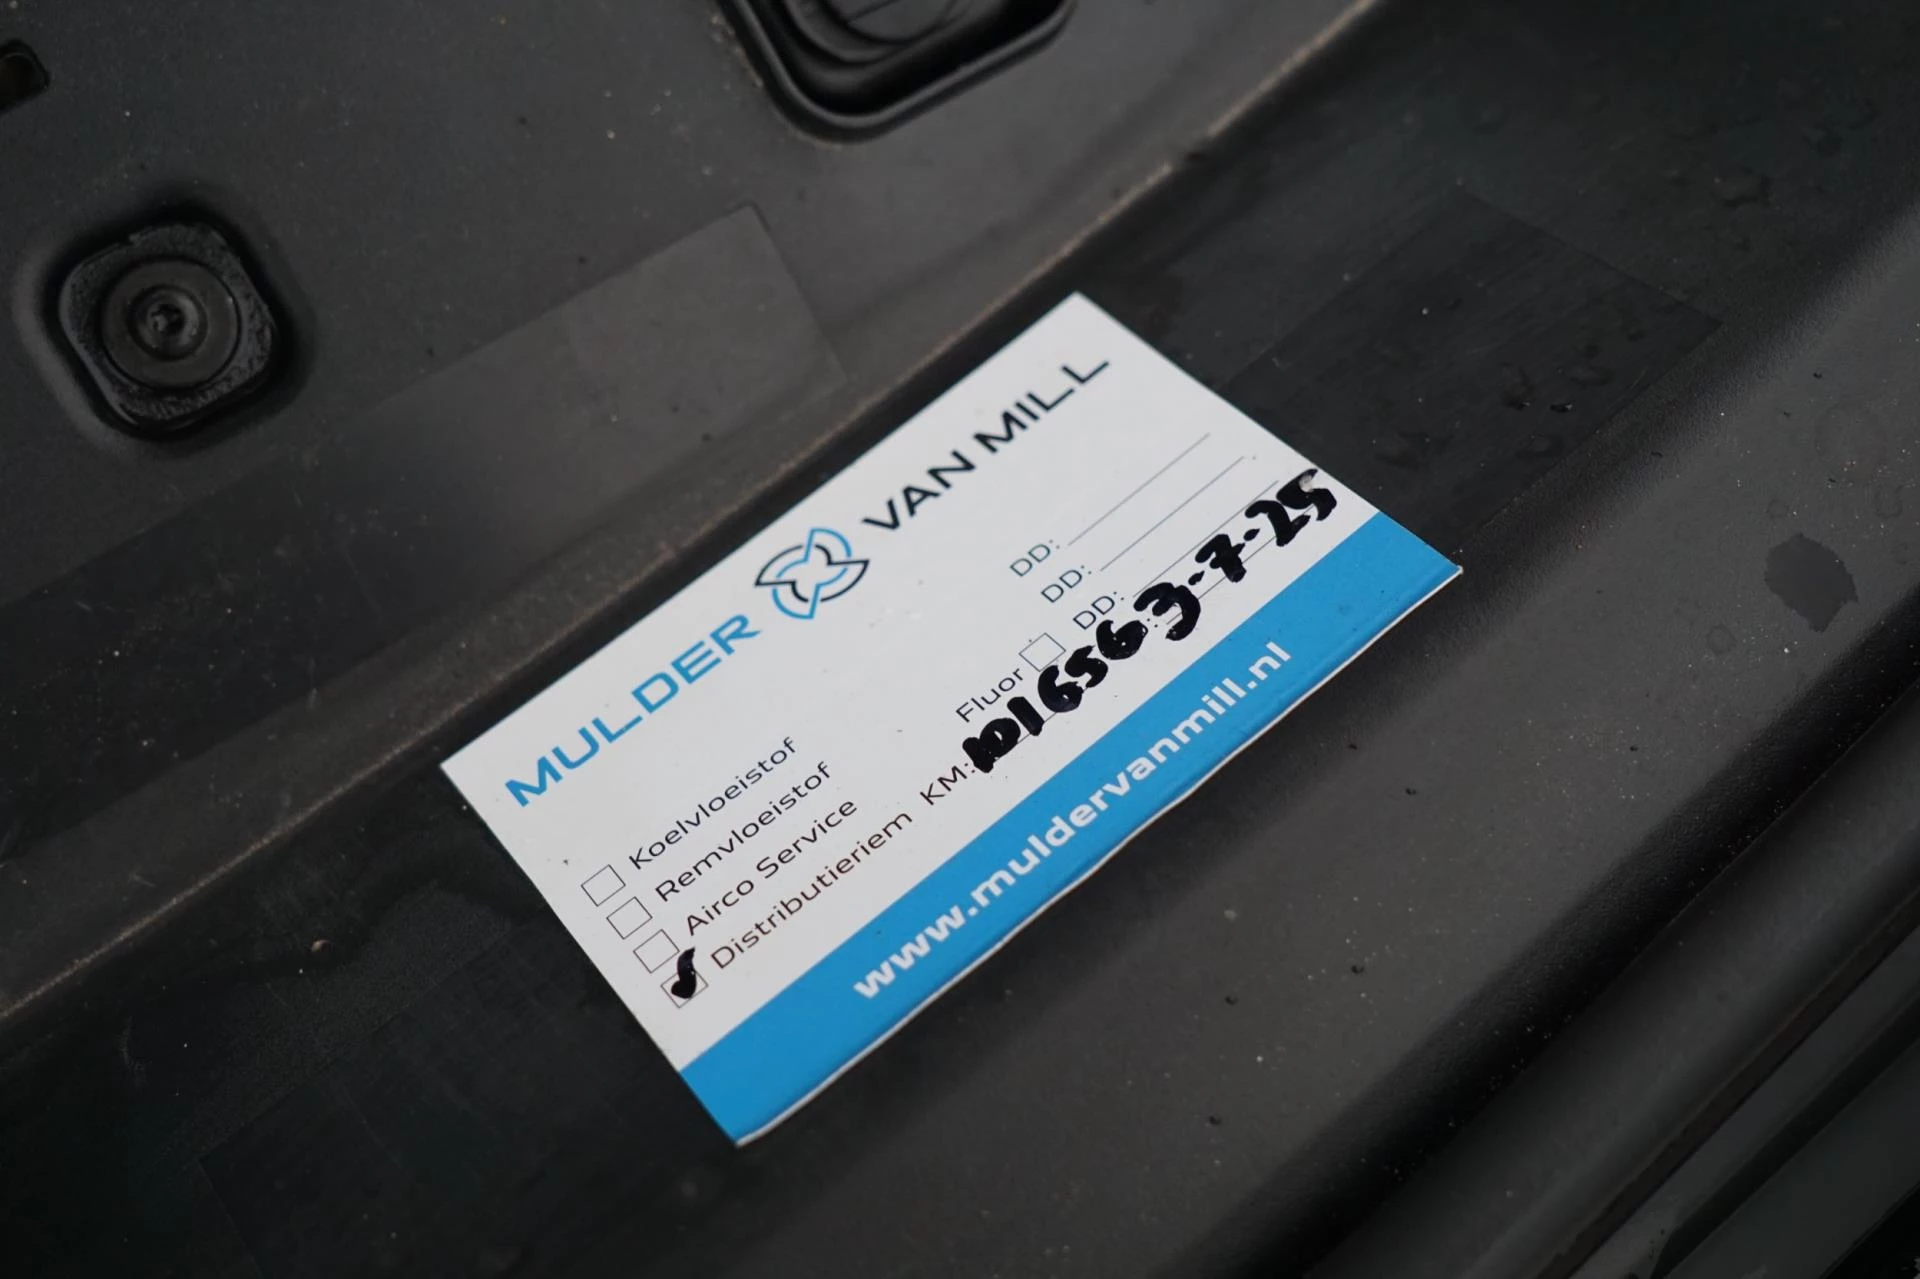 MULDER VAN MILL
Koelvloeistof DD:
Remvloeistof DD:
Airco Service Fluor DD: 3-7-25
Distributieriem KM: 101656
www.muldervanmill.nl